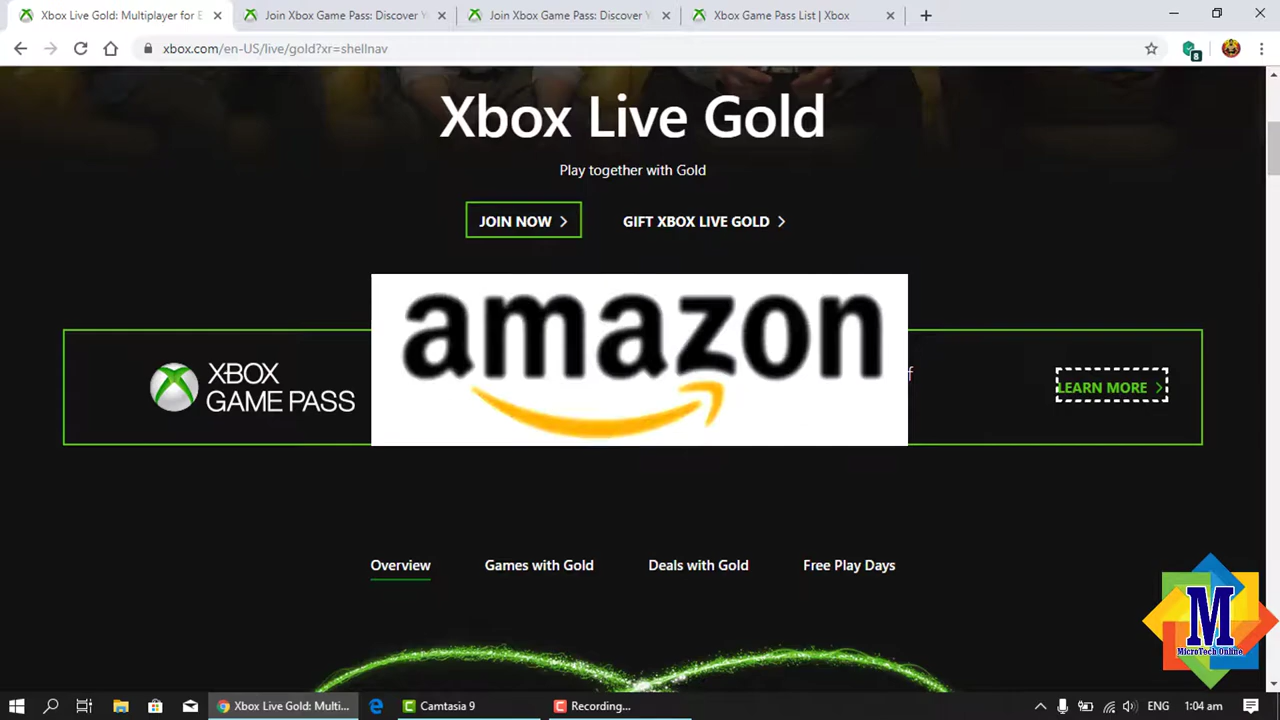 Xbox Live Gold: Multiplayer for E
Join Xbox Game Pass: Discover Y
Join Xbox Game Pass: Discover Y
Xbox Game Pass List | Xbox
xbox.com/en-US/live/gold?xr=shellnav
8
Xbox Live Gold
Play together with Gold
JOIN NOW
GIFT XBOX LIVE GOLD
amazon
XBOX
GAME PASS
f
LEARN MORE
Overview
Games with Gold
Deals with Gold
Free Play Days
M
MicroTech Online
Xbox Live Gold: Multi...
Camtasia 9
Recording...
ENG
1:04 am